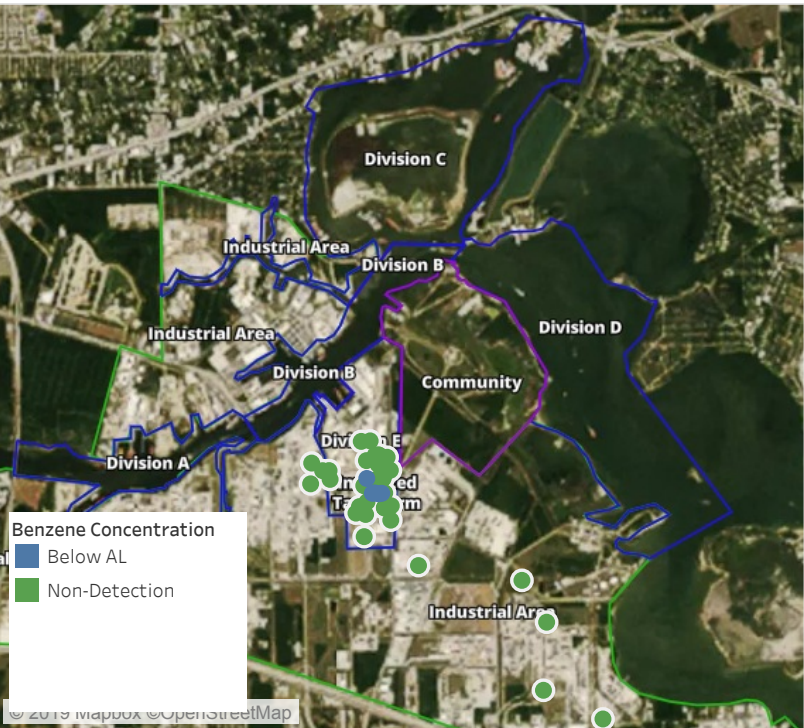 Division C
Industrial Area
Division B
Division D
Industrial Area
Division B
Community
Division A
Benzene Concentration
Below AL
Non-Detection
Industrial Area
© 2019 Mapbox ©OpenStreetMap